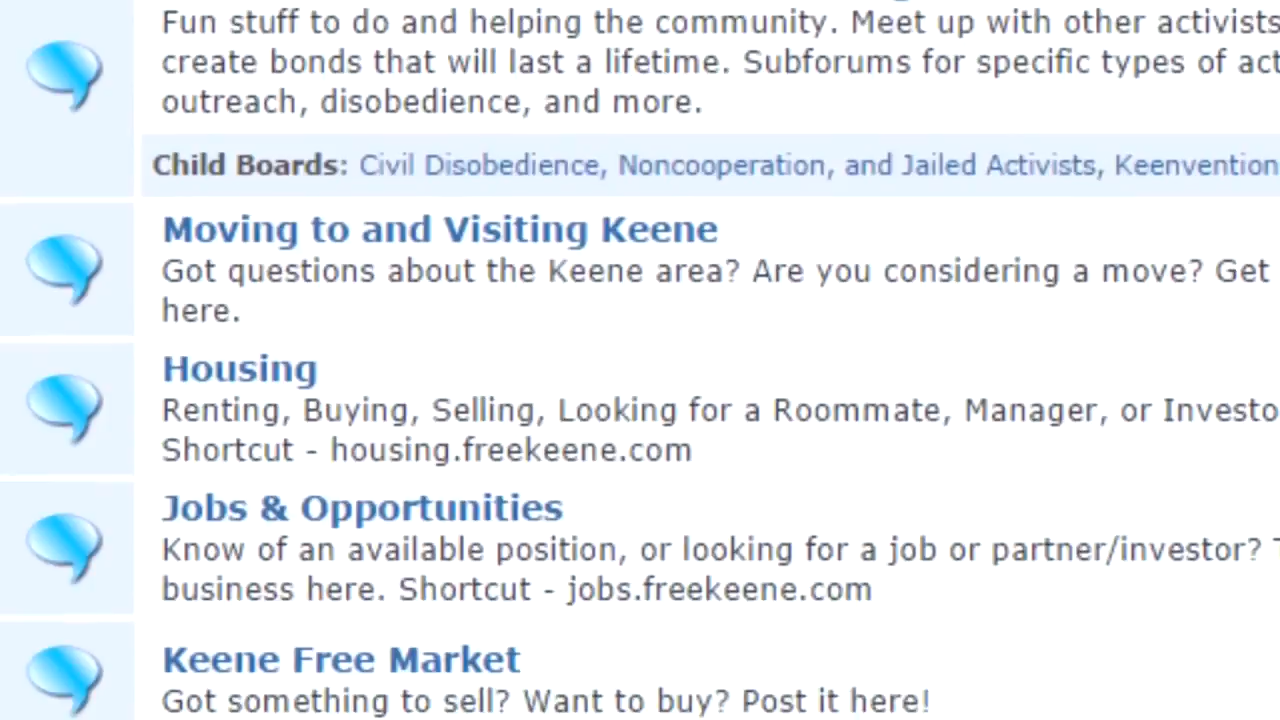 Fun stuff to do and helping the community. Meet up with other activists
create bonds that will last a lifetime. Subforums for specific types of act
outreach, disobedience, and more.
Child Boards: Civil Disobedience, Noncooperation, and Jailed Activists, Keenvention
Moving to and Visiting Keene
Got questions about the Keene area? Are you considering a move? Get
here.
Housing
Renting, Buying, Selling, Looking for a Roommate, Manager, or Investo
Shortcut - housing.freekeene.com
Jobs & Opportunities
Know of an available position, or looking for a job or partner/investor? T
business here. Shortcut - jobs.freekeene.com
Keene Free Market
Got something to sell? Want to buy? Post it here!